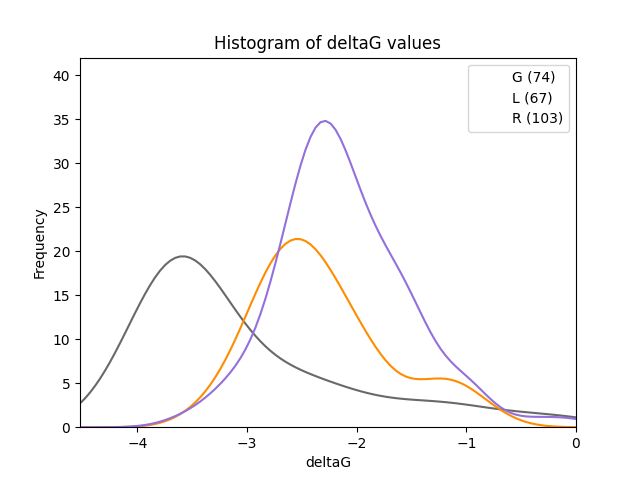 Histogram of deltaG values
G (74)
L (67)
R (103)
40
35
30
25
20
15
10
5
0
Frequency
−4
−3
−2
−1
0
deltaG